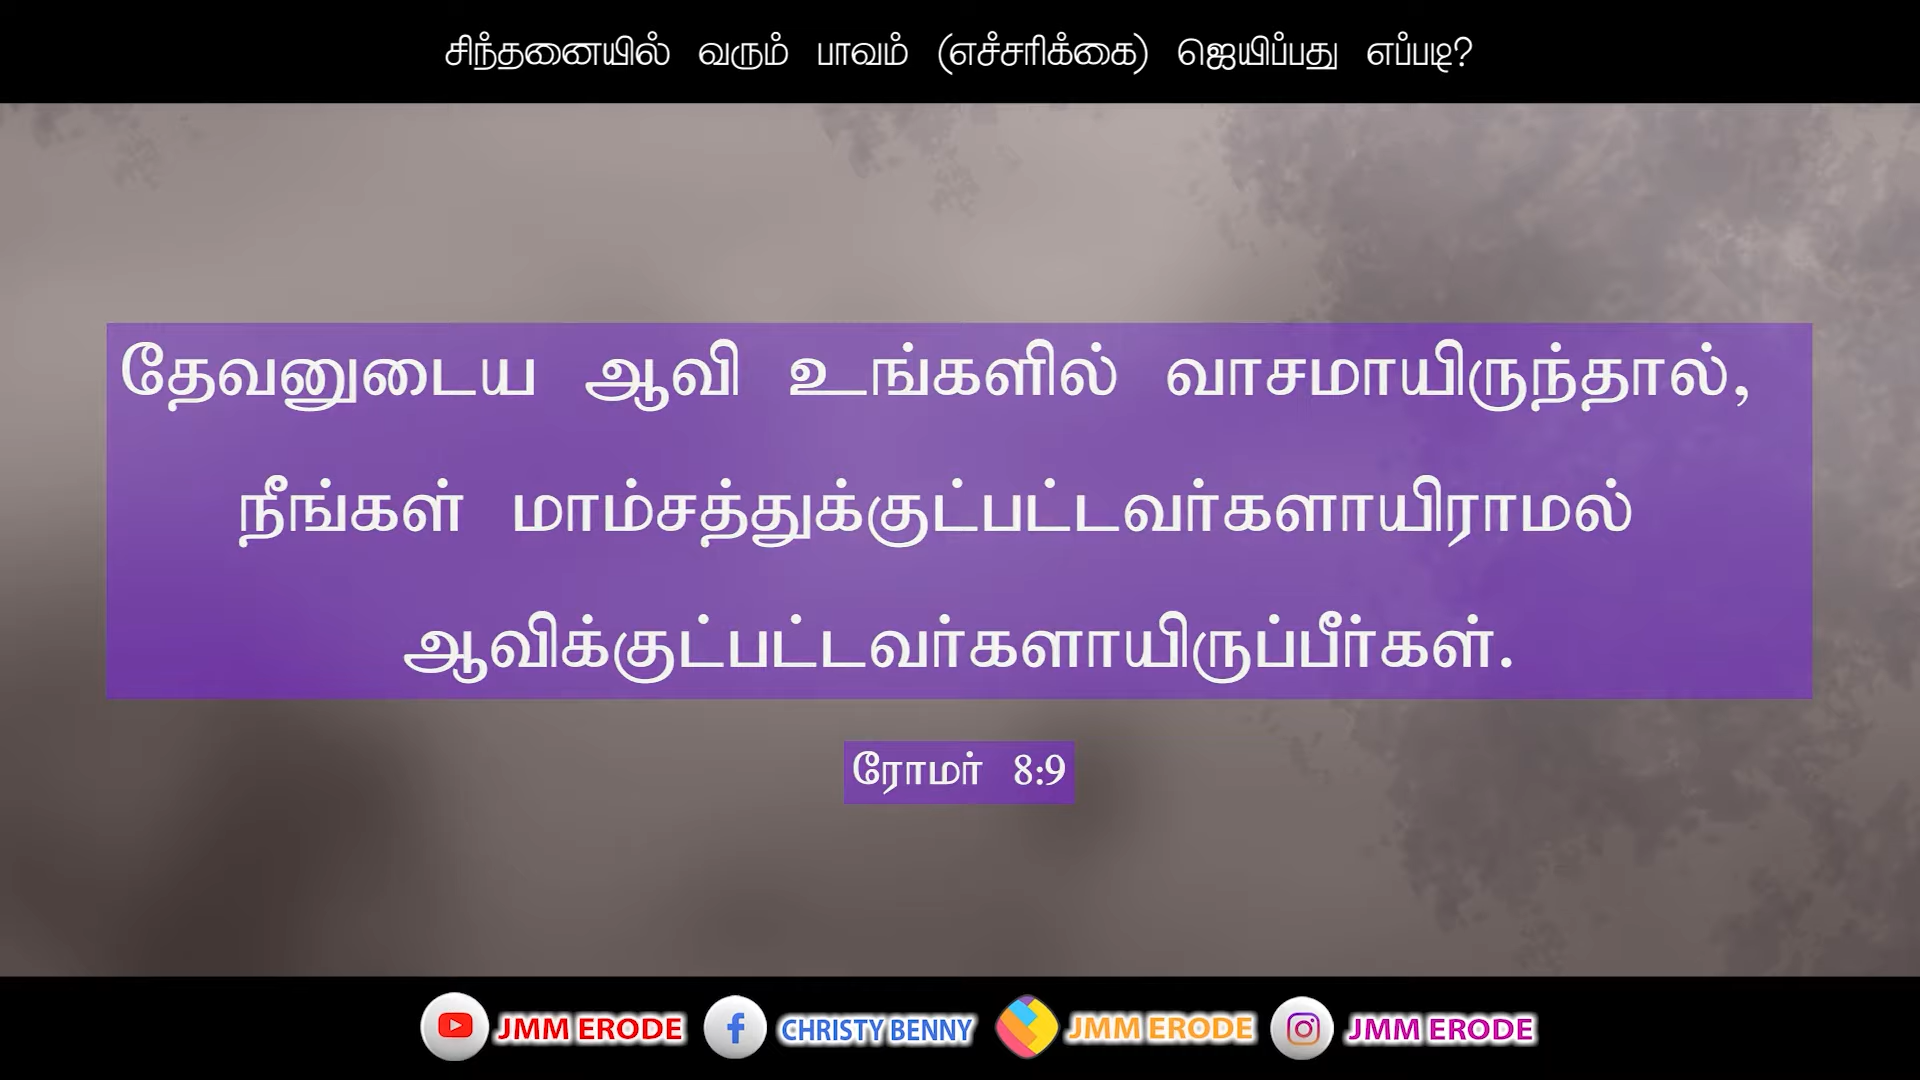 சிந்தனையில் வரும் பாவம் (எச்சரிக்கை) ஜெயிப்பது எப்படி?
தேவனுடைய ஆவி உங்களில் வாசமாயிருந்தால்,
நீங்கள் மாம்சத்துக்குட்பட்டவர்களாயிராமல்
ஆவிக்குட்பட்டவர்களாயிருப்பீர்கள்.
ரோமர் 8:9
JMM ERODE CHRISTY BENNY JMM ERODE JMM ERODE